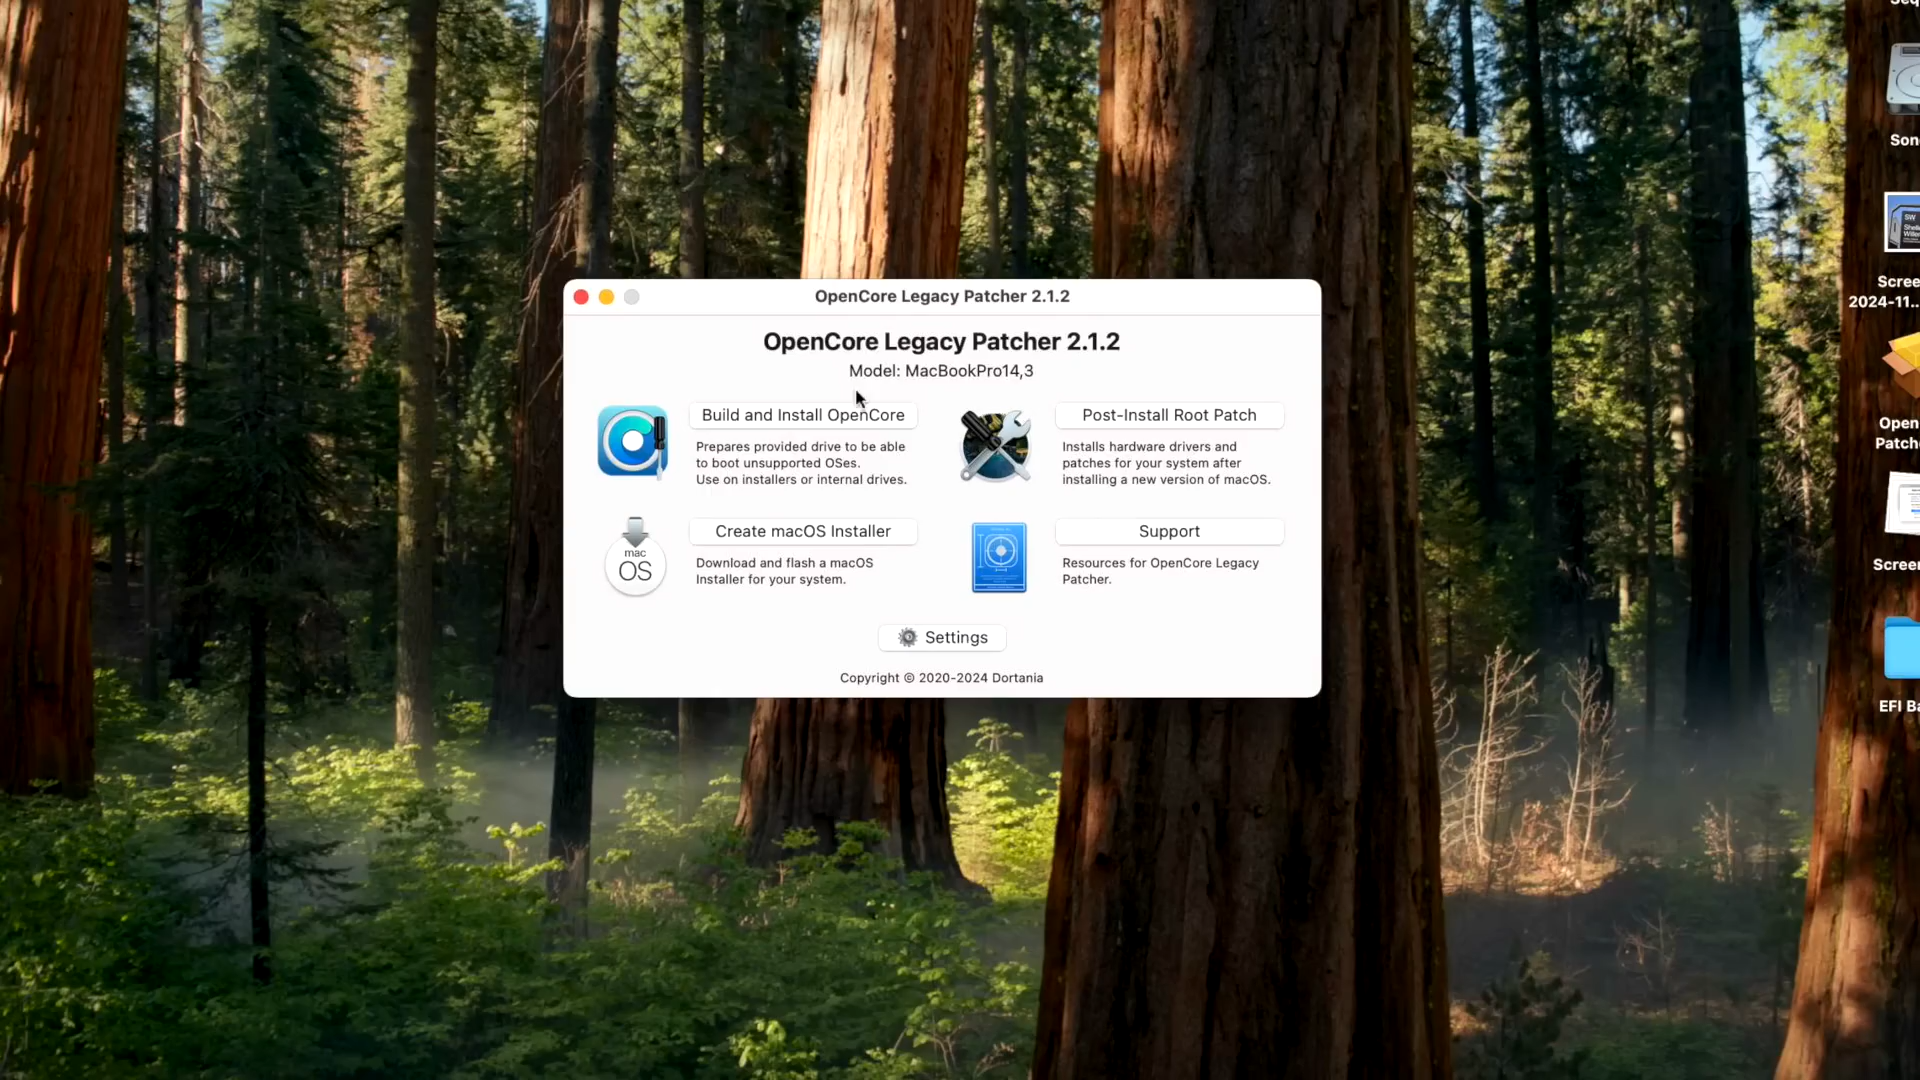 OpenCore Legacy Patcher 2.1.2
OpenCore Legacy Patcher 2.1.2
Model: MacBookPro14,3
Build and Install OpenCore
Prepares provided drive to be able
to boot unsupported OSes.
Use on installers or internal drives.
Post-Install Root Patch
Installs hardware drivers and
patches for your system after
installing a new version of macOS.
mac
OS
Create macOS Installer
Download and flash a macOS
Installer for your system.
Support
Resources for OpenCore Legacy
Patcher.
Settings
Copyright © 2020-2024 Dortania
Son
SW
Scree
2024-11...
Open
Patch
Scree
EFI Ba